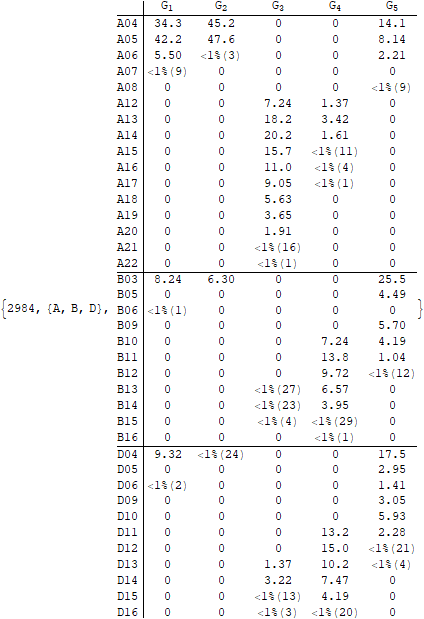 G1 G2 G3 G4 G5
A04 34.3 45.2 0 0 14.1
A05 42.2 47.6 0 0 8.14
A06 5.50 <1%(3) 0 0 2.21
A07 <1%(9) 0 0 0 0
A08 0 0 0 0 <1%(9)
A12 0 0 7.24 1.37 0
A13 0 0 18.2 3.42 0
A14 0 0 20.2 1.61 0
A15 0 0 15.7 <1%(11) 0
A16 0 0 11.0 <1%(4) 0
A17 0 0 9.05 <1%(1) 0
A18 0 0 5.63 0 0
A19 0 0 3.65 0 0
A20 0 0 1.91 0 0
A21 0 0 <1%(16) 0 0
A22 0 0 <1%(1) 0 0
B03 8.24 6.30 0 0 25.5
B05 0 0 0 0 4.49
{2984, {A, B, D}, B06 <1%(1) 0 0 0 0 }
B09 0 0 0 0 5.70
B10 0 0 0 7.24 4.19
B11 0 0 0 13.8 1.04
B12 0 0 0 9.72 <1%(12)
B13 0 0 <1%(27) 6.57 0
B14 0 0 <1%(23) 3.95 0
B15 0 0 <1%(4) <1%(29) 0
B16 0 0 0 <1%(1) 0
D04 9.32 <1%(24) 0 0 17.5
D05 0 0 0 0 2.95
D06 <1%(2) 0 0 0 1.41
D09 0 0 0 0 3.05
D10 0 0 0 0 5.93
D11 0 0 0 13.2 2.28
D12 0 0 0 15.0 <1%(21)
D13 0 0 1.37 10.2 <1%(4)
D14 0 0 3.22 7.47 0
D15 0 0 <1%(13) 4.19 0
D16 0 0 <1%(3) <1%(20) 0